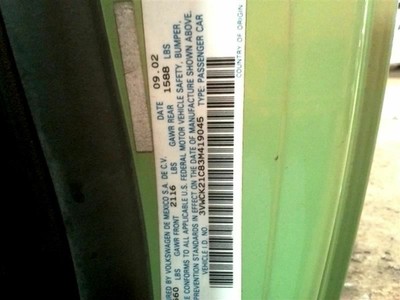 RED BY VOLKSWAGEN DE MEXICO S.A. DE C.V. DATE 09.02
LBS GAWR FRONT 2116 LBS GAWR REAR 1588 LBS
E CONFORMS TO ALL APPLICABLE U.S. FEDERAL MOTOR VEHICLE SAFETY, BUMPER,
STANDARDS IN EFFECT ON THE DATE OF MANUFACTURE SHOWN ABOVE.
VEHICLE I.D. NO. 3VWCK21C83M419045 TYPE: PASSENGER CAR
COUNTRY OF ORIGIN